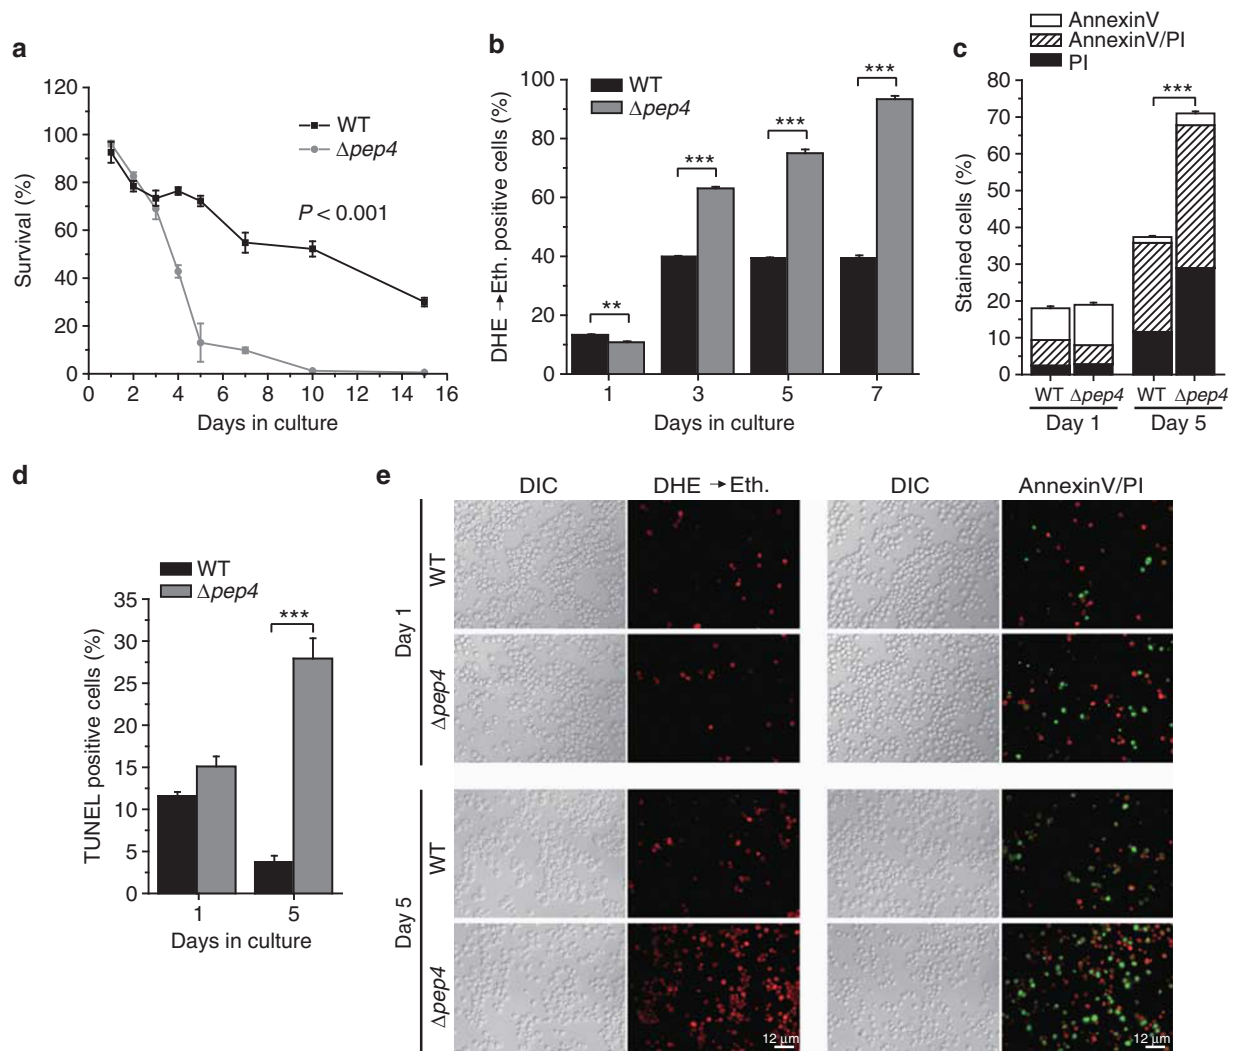 a
120
100
80
60
40
20
0
Survival (%)
WT
Δpep4
P < 0.001
0 2 4 6 8 10 12 14 16
Days in culture
b
100
80
60
40
20
0
DHE → Eth. positive cells (%)
WT
Δpep4
**
***
***
***
1 3 5 7
Days in culture
c
AnnexinV
AnnexinV/PI
PI
80
70
60
50
40
30
20
10
0
Stained cells (%)
***
WT Δpep4 WT Δpep4
Day 1 Day 5
d
WT
Δpep4
35
30
25
20
15
10
5
0
TUNEL positive cells (%)
***
1 5
Days in culture
e
DIC DHE → Eth. DIC AnnexinV/PI
Day 1
WT
Δpep4
Day 5
WT
Δpep4
12 μm 12 μm